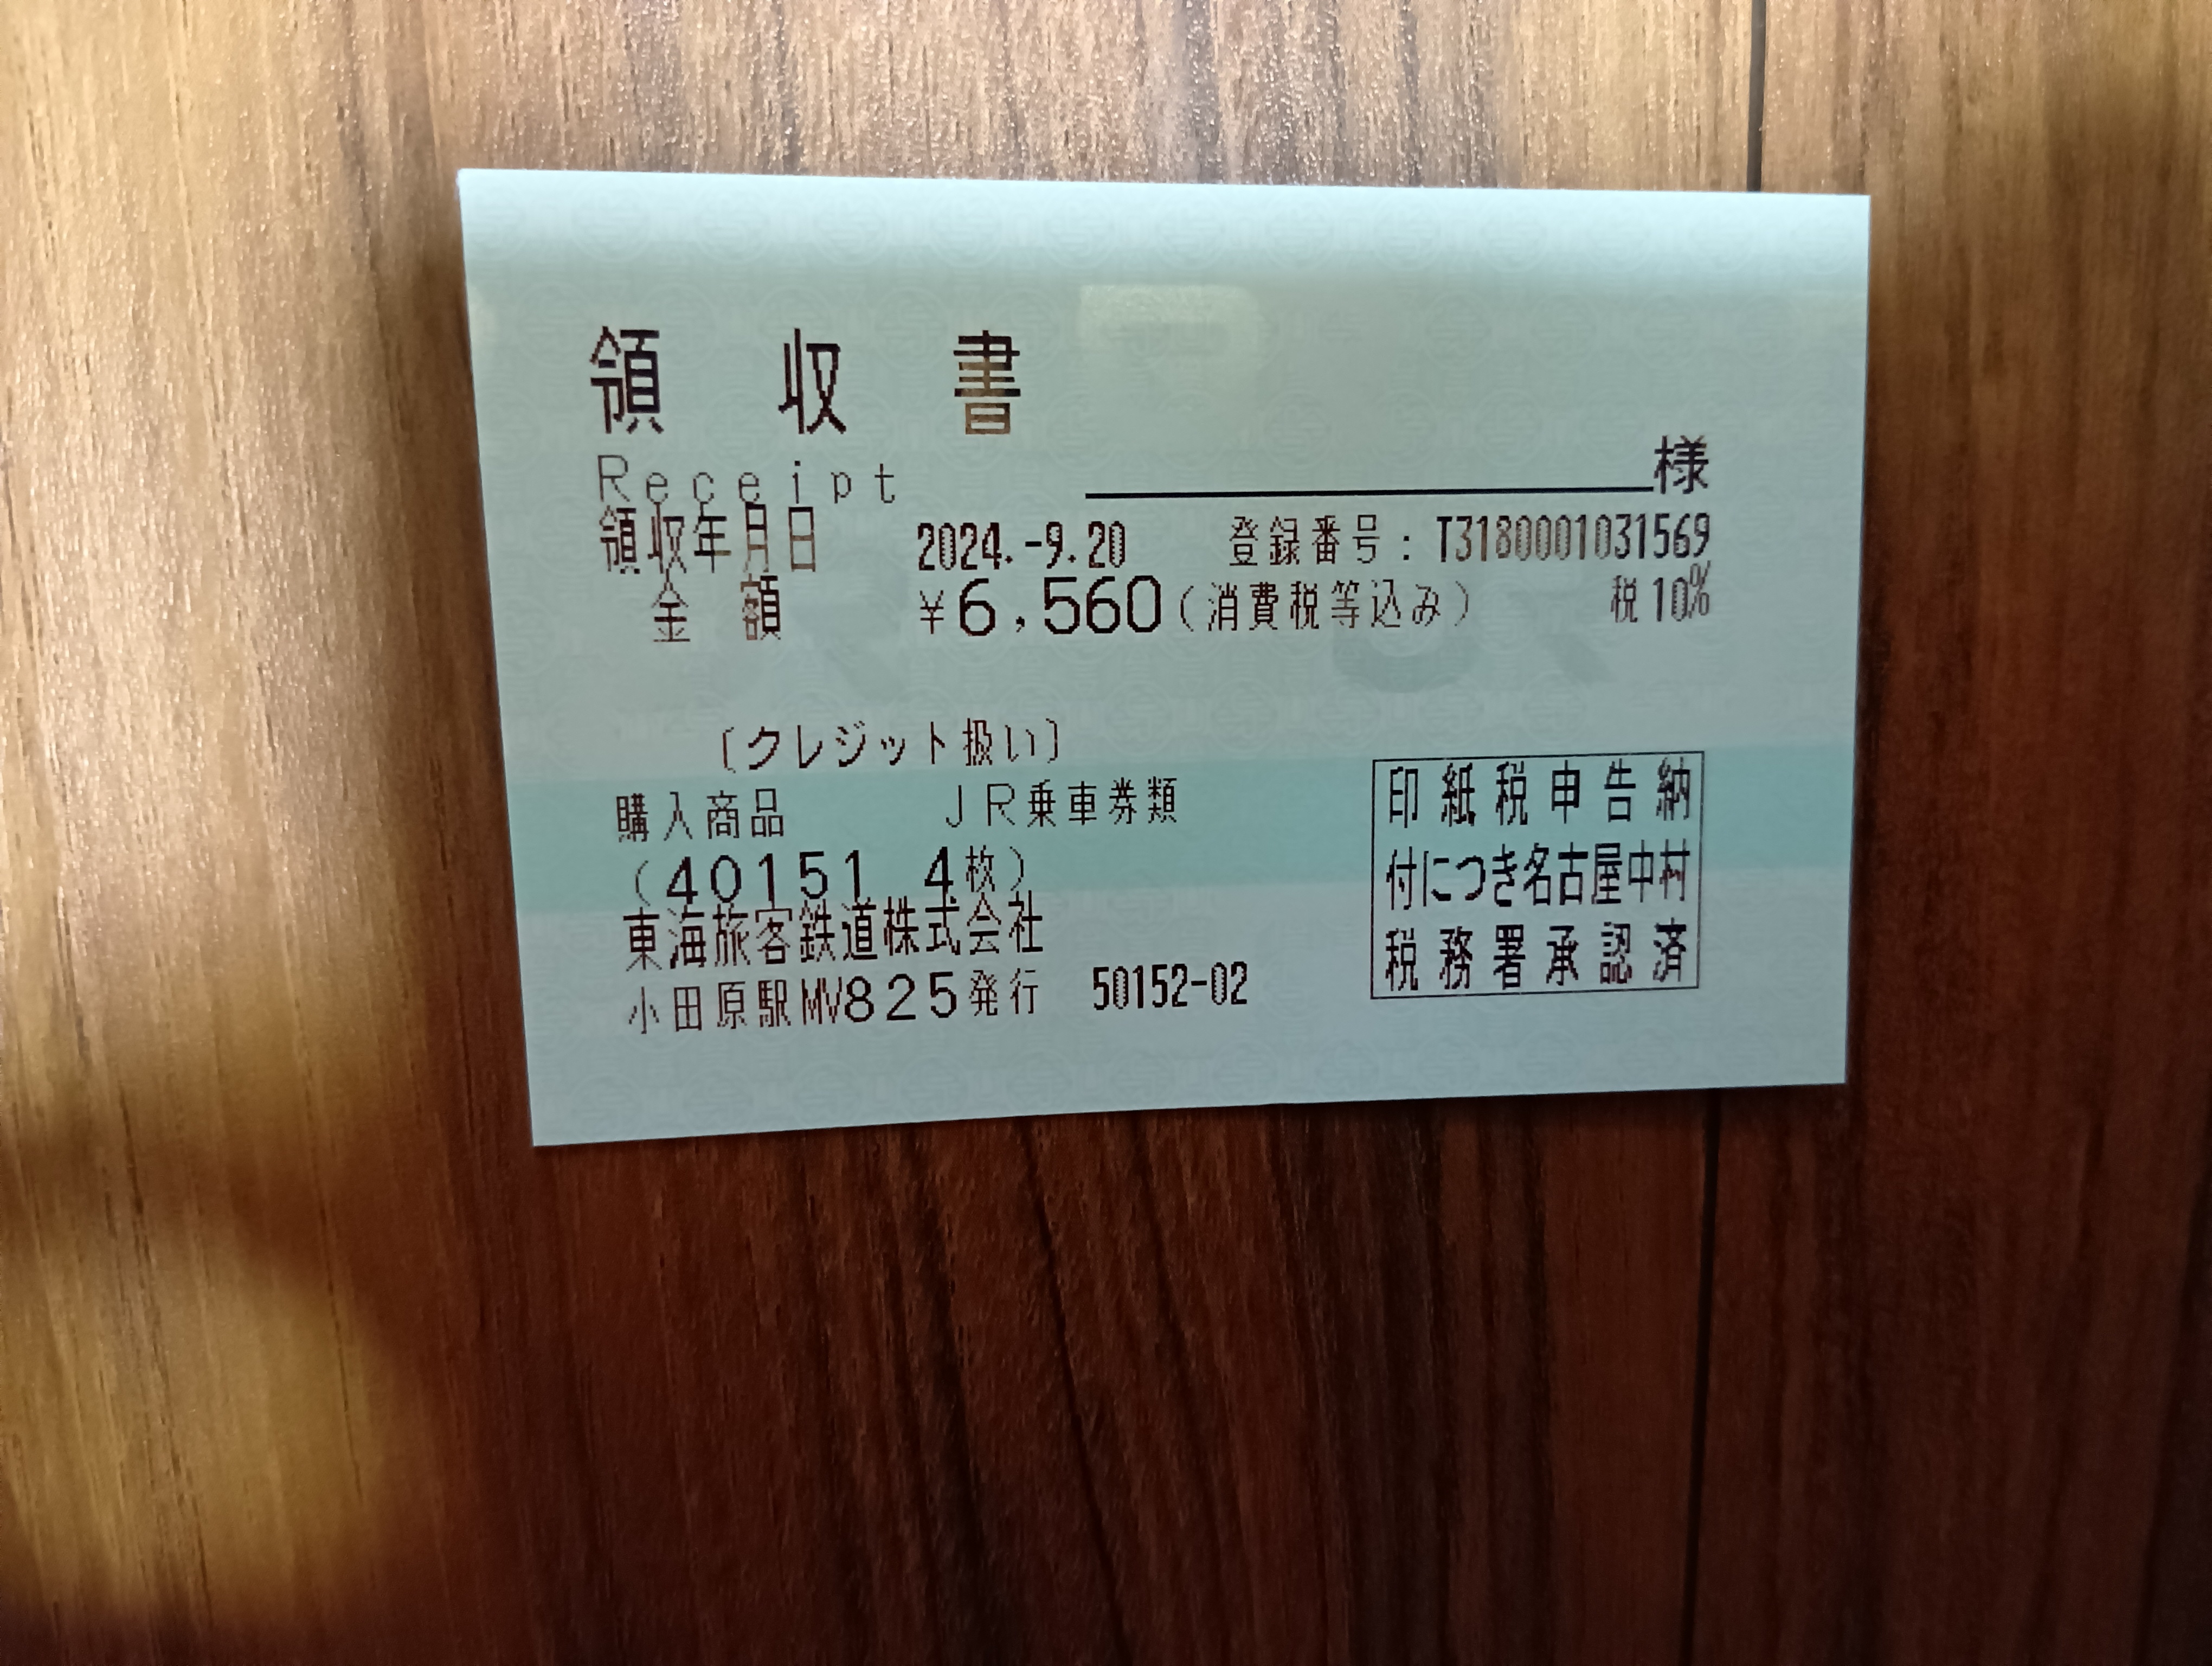 領収書
Receipt
様
領収年月日 2024.-9.20 登録番号：T3180001031569
金額 ¥6,560（消費税等込み） 税10%
〔クレジット扱い〕
購入商品 JR乗車券類
（40151 4枚）
東海旅客鉄道株式会社
小田原駅MV825発行 50152-02
印紙税申告納
付につき名古屋中村
税務署承認済